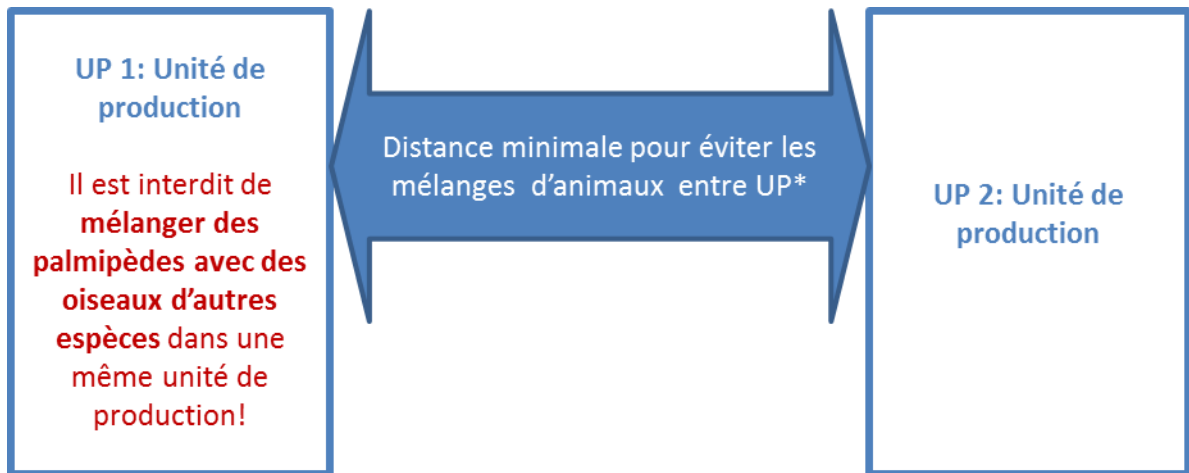 UP 1: Unité de
production
Il est interdit de
mélanger des
palmipèdes avec des
oiseaux d'autres
espèces dans une
même unité de
production!
Distance minimale pour éviter les
mélanges d'animaux entre UP*
UP 2: Unité de
production